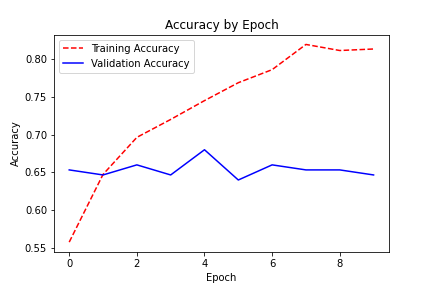 Accuracy by Epoch
Training Accuracy
Validation Accuracy
Accuracy
0.80
0.75
0.70
0.65
0.60
0.55
0 2 4 6 8
Epoch